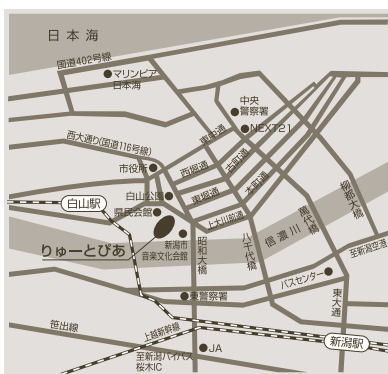 日本海
国道402号線
マリンピア
日本海
中央
警察署
NEXT21
西大通り(国道116号線)
東中通
市役所
西堀通
古町通
東堀通
本町通
白山公園
白山駅
県民会館
上大川前通
柳都大橋
萬代橋
信濃川
りゅーとぴあ
新潟市
音楽文化会館
昭和大橋
八千代橋
至新潟空港
バスセンター
東警察署
東大通
笹出線
上越新幹線
新潟駅
至新潟バイパス
桜木IC
JA